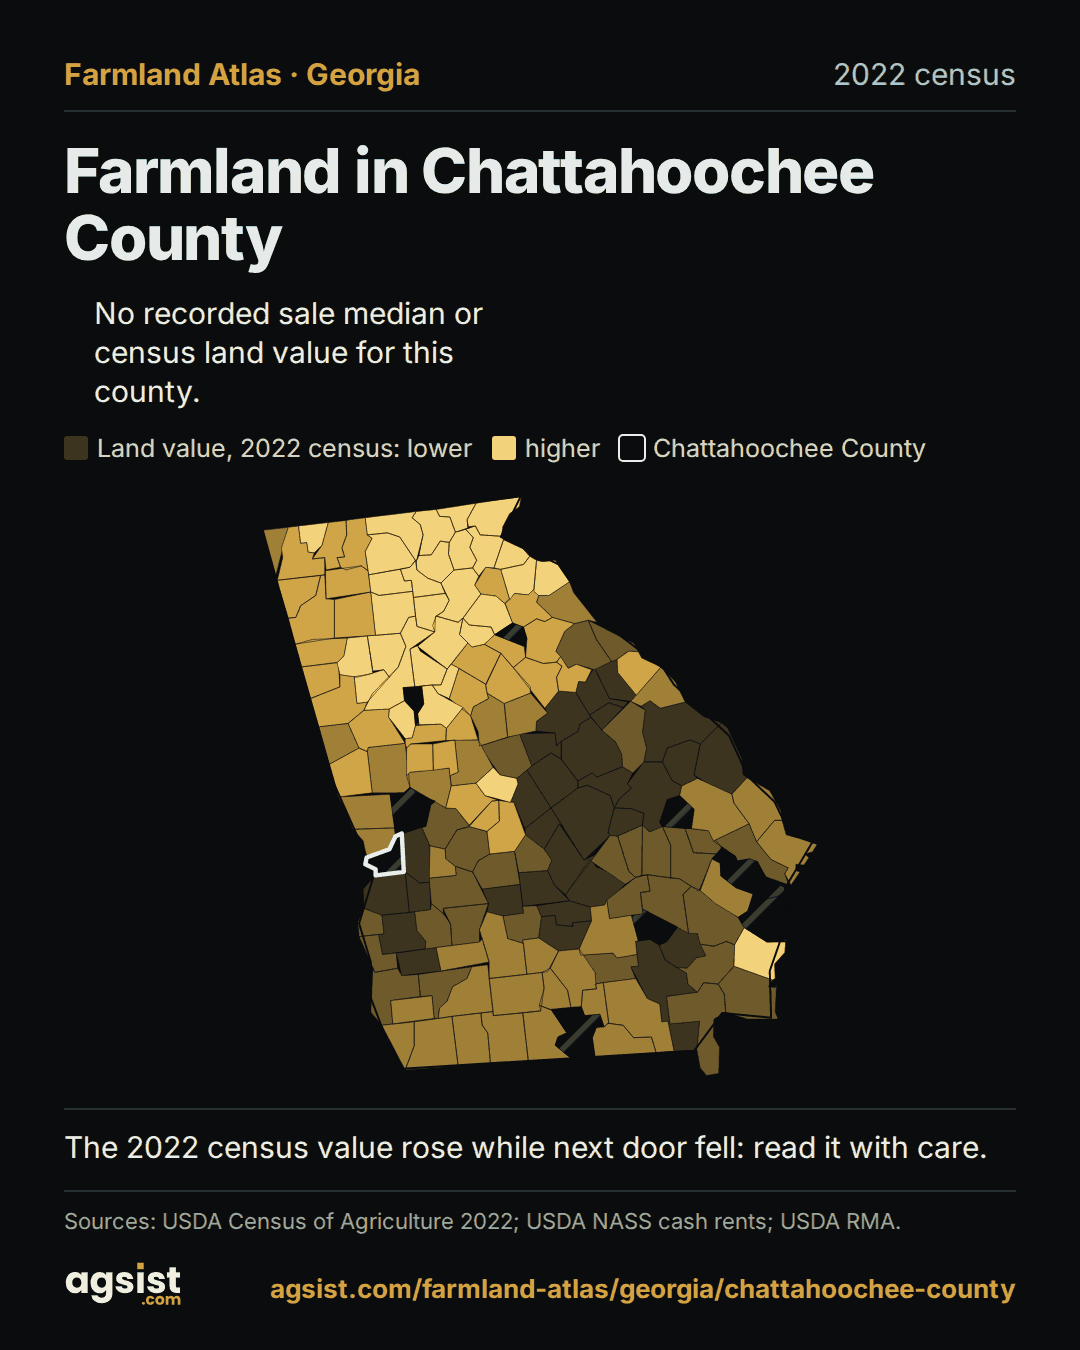 Farmland Atlas · Georgia
2022 census
Farmland in Chattahoochee
County
No recorded sale median or
census land value for this
county.
Land value, 2022 census: lower
higher
Chattahoochee County
The 2022 census value rose while next door fell: read it with care.
Sources: USDA Census of Agriculture 2022; USDA NASS cash rents; USDA RMA.
agsist
.com
agsist.com/farmland-atlas/georgia/chattahoochee-county